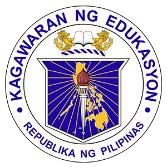 KAGAWARAN NG EDUKASYON
REPUBLIKA NG PILIPINAS